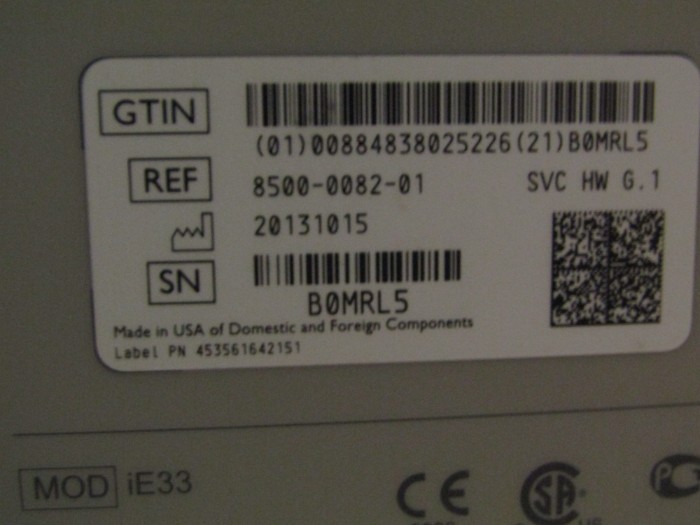 GTIN
(01)00884838025226(21)B0MRL5
REF 8500-0082-01 SVC HW G.1
20131015
SN
B0MRL5
Made in USA of Domestic and Foreign Components
Label PN 453561642151
MOD iE33
CE SA